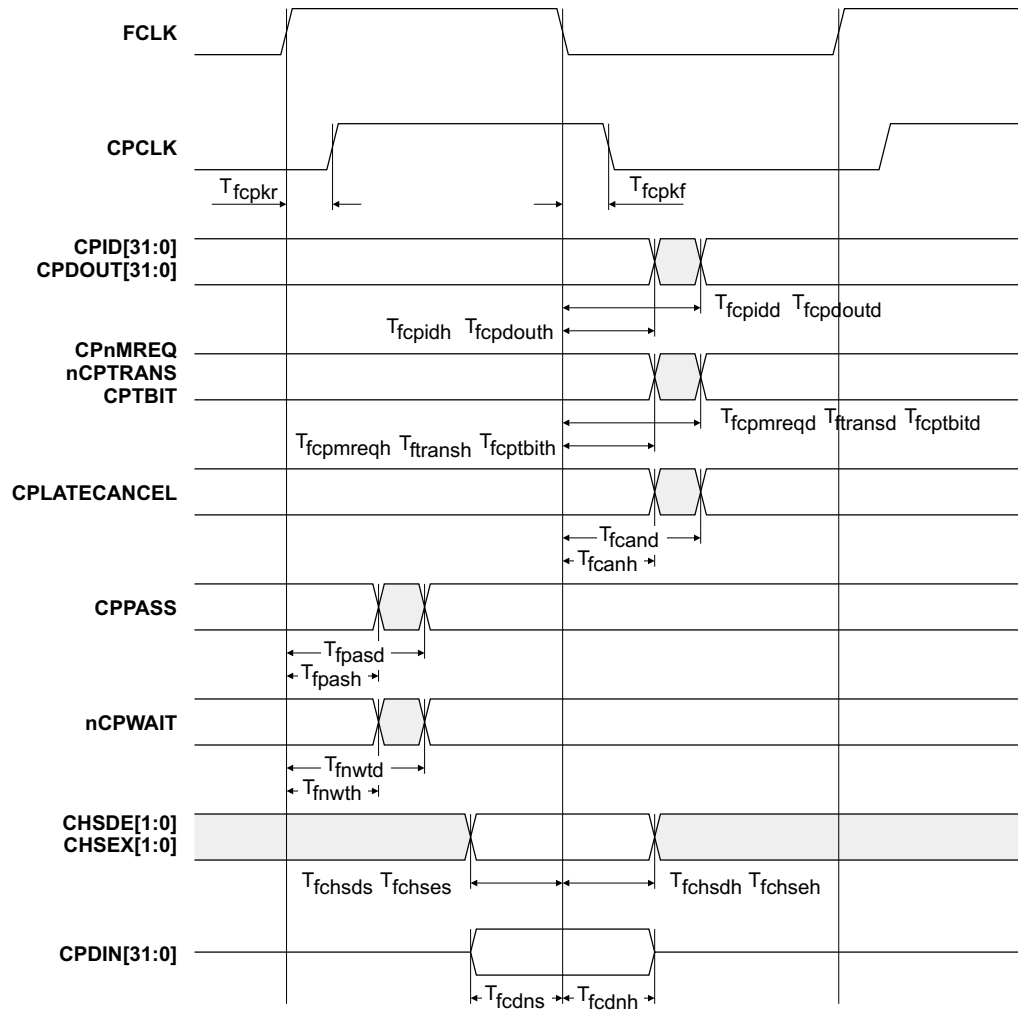 FCLK
CPCLK
Tfcpkr
Tfcpkf
CPID[31:0]
CPDOUT[31:0]
Tfcpidd Tfcpdoutd
Tfcpidh Tfcpdouth
CPnMREQ
nCPTRANS
CPTBIT
Tfcpmreqd Tftransd Tfcptbitd
Tfcpmreqh Tftransh Tfcptbith
CPLATECANCEL
Tfcand
Tfcanh
CPPASS
Tfpasd
Tfpash
nCPWAIT
Tfnwtd
Tfnwth
CHSDE[1:0]
CHSEX[1:0]
Tfchsds Tfchses
Tfchsdh Tfchseh
CPDIN[31:0]
Tfcdns
Tfcdnh